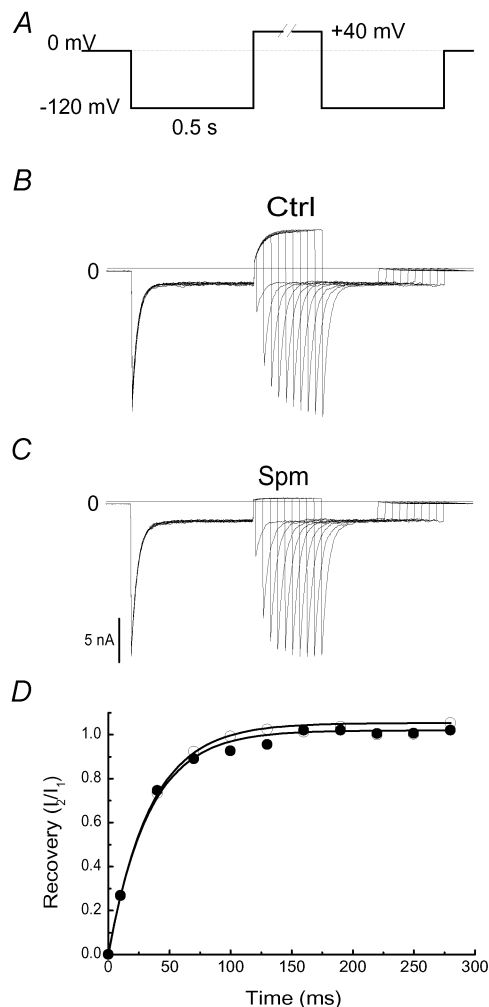 A
0 mV
+40 mV
-120 mV
0.5 s
B
Ctrl
0
C
Spm
0
5 nA
D
1.0
0.8
0.6
0.4
0.2
0.0
Recovery (I₂/I₁)
0 50 100 150 200 250 300
Time (ms)